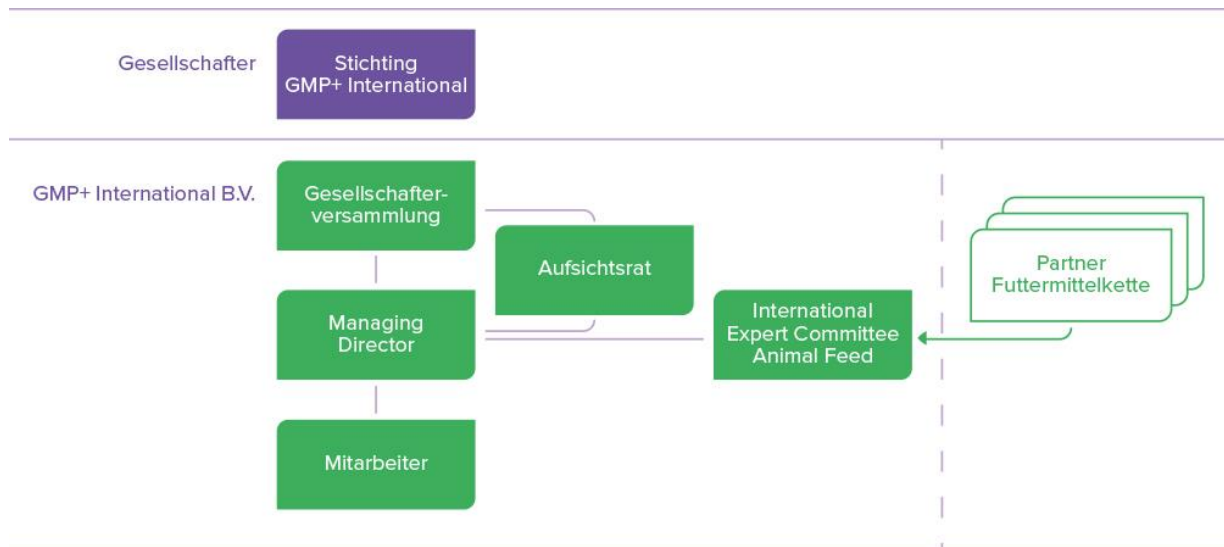 Gesellschafter
Stichting
GMP+ International
GMP+ International B.V.
Gesellschafter-
versammlung
Aufsichtsrat
Partner
Futtermittelkette
Managing
Director
International
Expert Committee
Animal Feed
Mitarbeiter